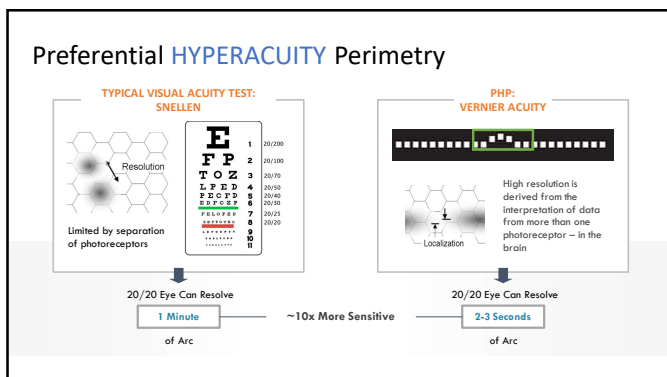 Preferential HYPERACUITY Perimetry
TYPICAL VISUAL ACUITY TEST:
SNELLEN
Resolution
Limited by separation
of photoreceptors
E 1 20/200
F P 2 20/100
T O Z 3 20/70
L P E D 4 20/50
P E C F D 5 20/40
E D F C Z P 6 20/30
F E L O P Z D 7 20/25
D E F P O T E C 8 20/20
9
10
11
20/20 Eye Can Resolve
1 Minute
of Arc
~10x More Sensitive
PHP:
VERNIER ACUITY
Localization
High resolution is
derived from the
interpretation of data
from more than one
photoreceptor – in the
brain
20/20 Eye Can Resolve
2-3 Seconds
of Arc